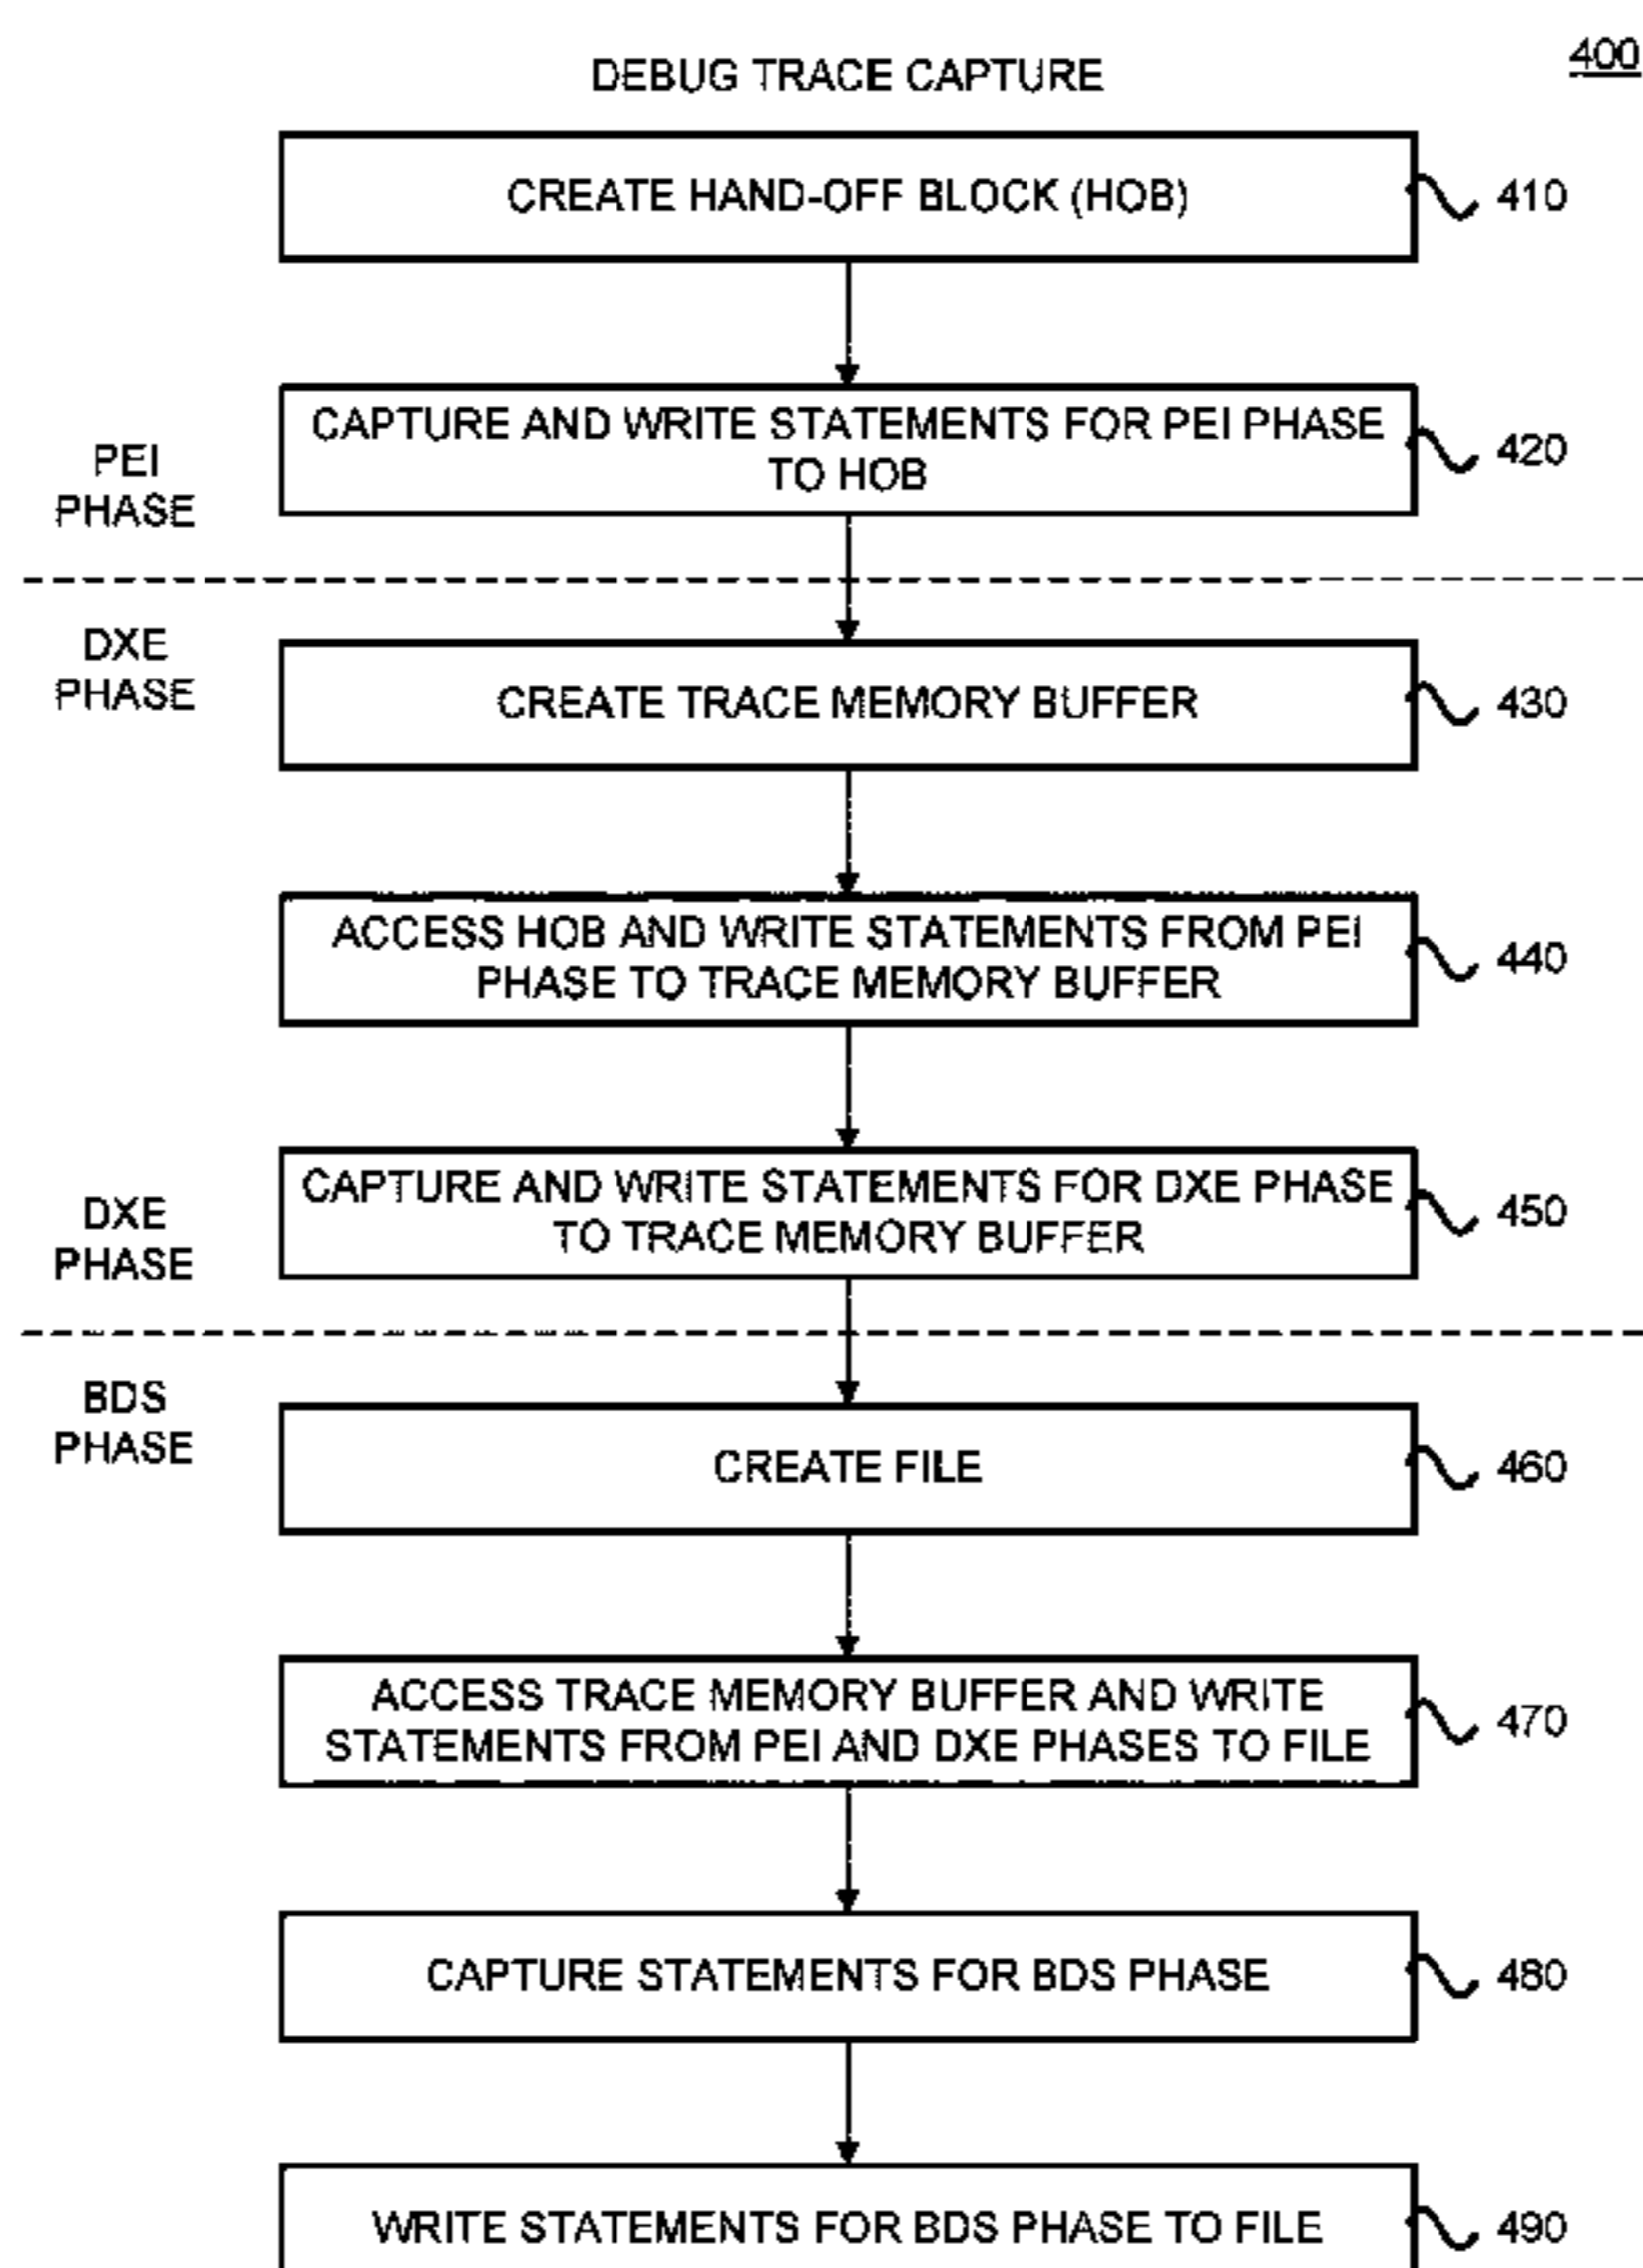 400
DEBUG TRACE CAPTURE
CREATE HAND-OFF BLOCK (HOB)
410
CAPTURE AND WRITE STATEMENTS FOR PEI PHASE
TO HOB
420
PEI
PHASE
DXE
PHASE
CREATE TRACE MEMORY BUFFER
430
ACCESS HOB AND WRITE STATEMENTS FROM PEI
PHASE TO TRACE MEMORY BUFFER
440
CAPTURE AND WRITE STATEMENTS FOR DXE PHASE
TO TRACE MEMORY BUFFER
450
DXE
PHASE
BDS
PHASE
CREATE FILE
460
ACCESS TRACE MEMORY BUFFER AND WRITE
STATEMENTS FROM PEI AND DXE PHASES TO FILE
470
CAPTURE STATEMENTS FOR BDS PHASE
480
WRITE STATEMENTS FOR BDS PHASE TO FILE
490